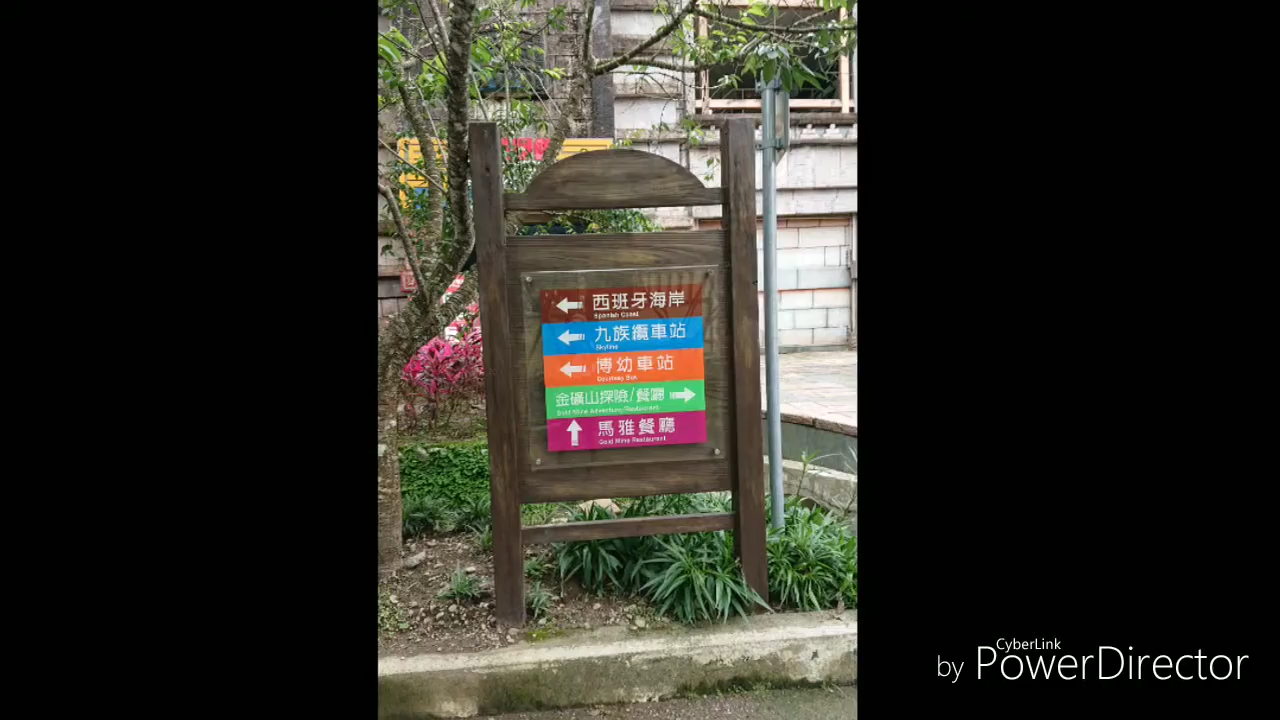 西班牙海岸
Spanish Coast
九族纜車站
Skyline
博幼車站
金礦山探險/餐廳
Gold Mine Adventure/Restaurant
馬雅餐廳
Gold Mine Restaurant
CyberLink
by PowerDirector